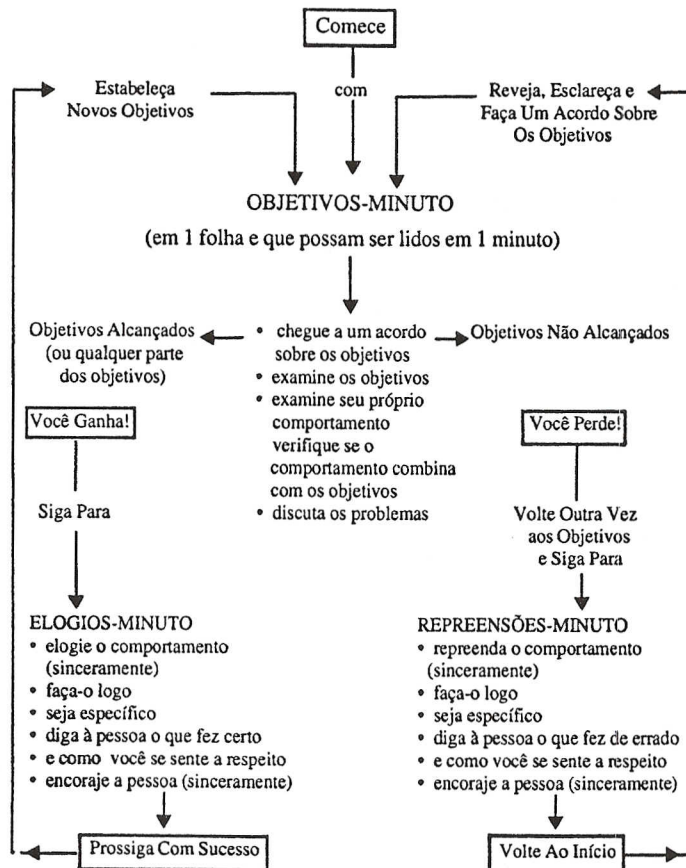 Comece
Estabeleça
Novos Objetivos
com
Reveja, Esclareça e
Faça Um Acordo Sobre
Os Objetivos
OBJETIVOS-MINUTO
(em 1 folha e que possam ser lidos em 1 minuto)
Objetivos Alcançados
(ou qualquer parte
dos objetivos)
• chegue a um acordo
sobre os objetivos
• examine os objetivos
• examine seu próprio
comportamento
verifique se o
comportamento combina
com os objetivos
• discuta os problemas
Objetivos Não Alcançados
Você Ganha!
Você Perde!
Siga Para
Volte Outra Vez
aos Objetivos
e Siga Para
ELOGIOS-MINUTO
• elogie o comportamento
(sinceramente)
• faça-o logo
• seja específico
• diga à pessoa o que fez certo
• e como você se sente a respeito
• encoraje a pessoa (sinceramente)
REPREENSÕES-MINUTO
• repreenda o comportamento
(sinceramente)
• faça-o logo
• seja específico
• diga à pessoa o que fez de errado
• e como você se sente a respeito
• encoraje a pessoa (sinceramente)
Prossiga Com Sucesso
Volte Ao Início